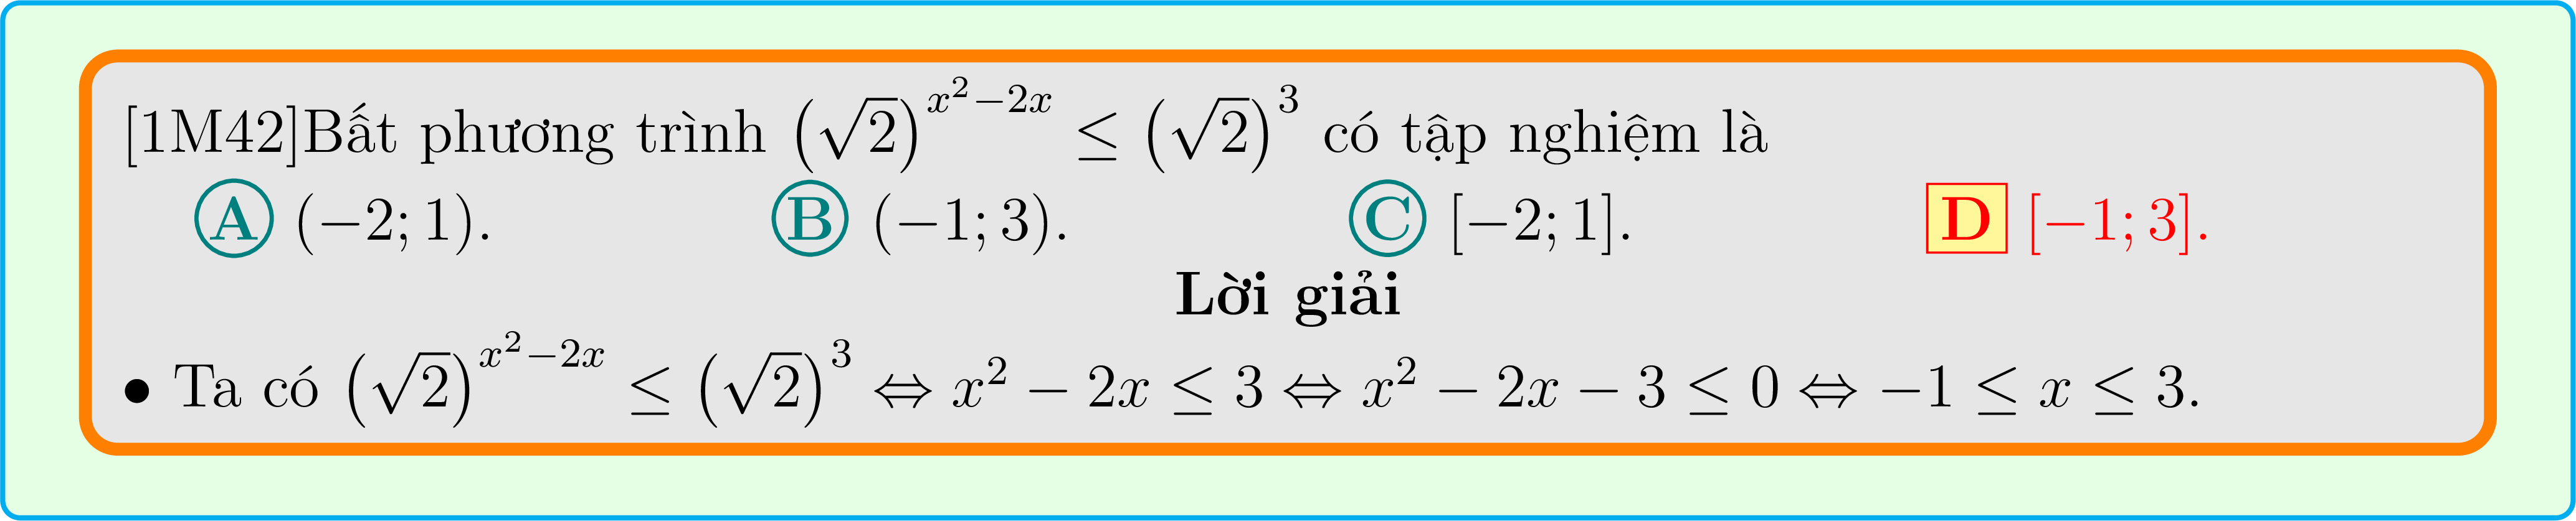 [1M42]Bất phương trình $\left(\sqrt{2}\right)^{x^2-2x} \leq \left(\sqrt{2}\right)^3$ có tập nghiệm là
A (−2; 1). B (−1; 3). C [−2; 1]. D [−1; 3].
Lời giải
• Ta có $\left(\sqrt{2}\right)^{x^2-2x} \leq \left(\sqrt{2}\right)^3 \Leftrightarrow x^2 - 2x \leq 3 \Leftrightarrow x^2 - 2x - 3 \leq 0 \Leftrightarrow -1 \leq x \leq 3.$